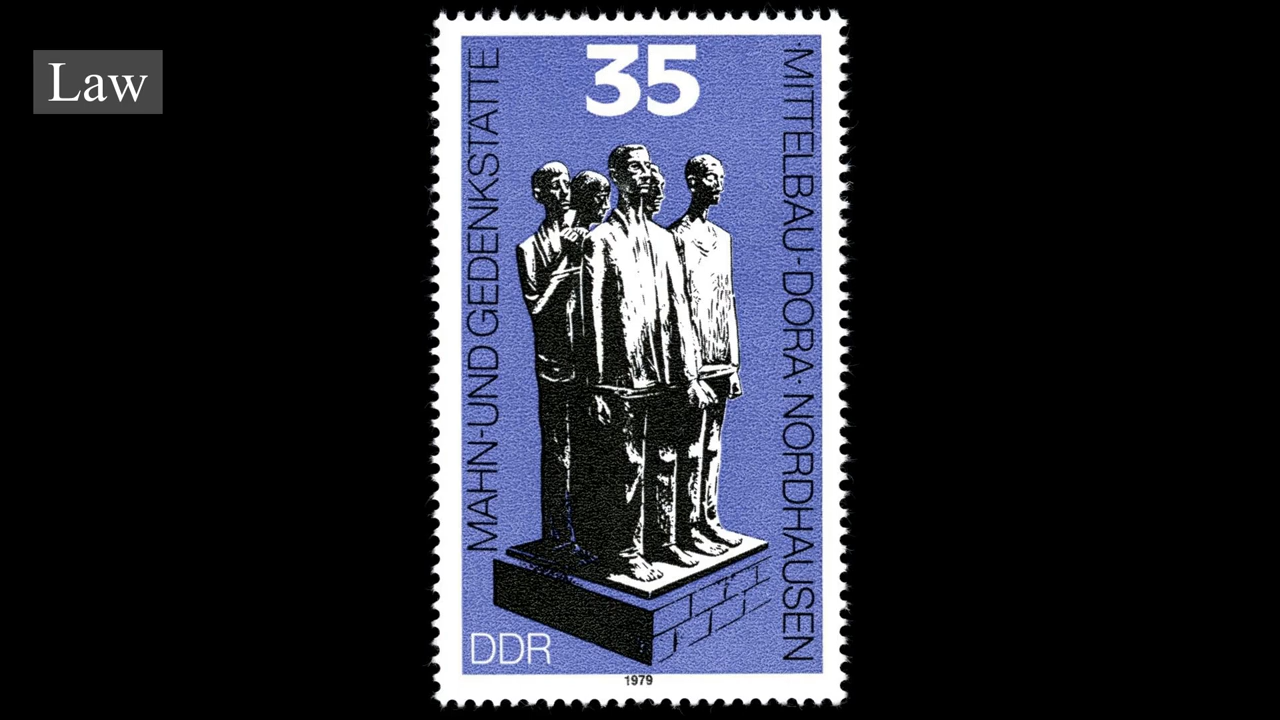 Law
35
MAHN-UND GEDENKSTÄTTE
MITTELBAU-DORA·NORDHAUSEN
DDR
1979